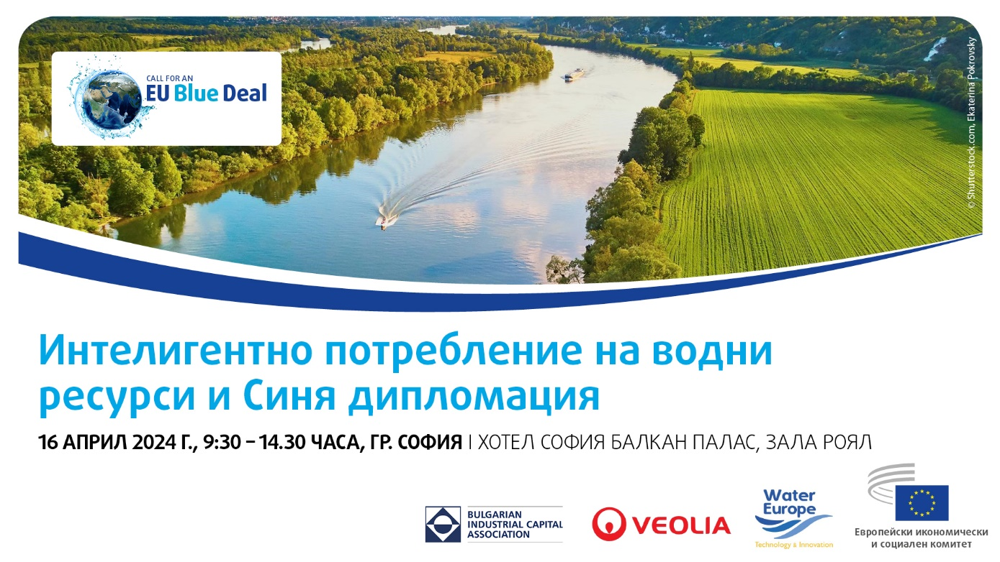 CALL FOR AN
EU Blue Deal
© Shutterstock.com, Ekaterina Pokrovsky
Интелигентно потребление на водни
ресурси и Синя дипломация
16 АПРИЛ 2024 Г., 9:30 – 14.30 ЧАСА, ГР. СОФИЯ I ХОТЕЛ СОФИЯ БАЛКАН ПАЛАС, ЗАЛА РОЯЛ
BULGARIAN
INDUSTRIAL CAPITAL
ASSOCIATION
VEOLIA
Water
Europe
Technology & Innovation
Европейски икономически
и социален комитет